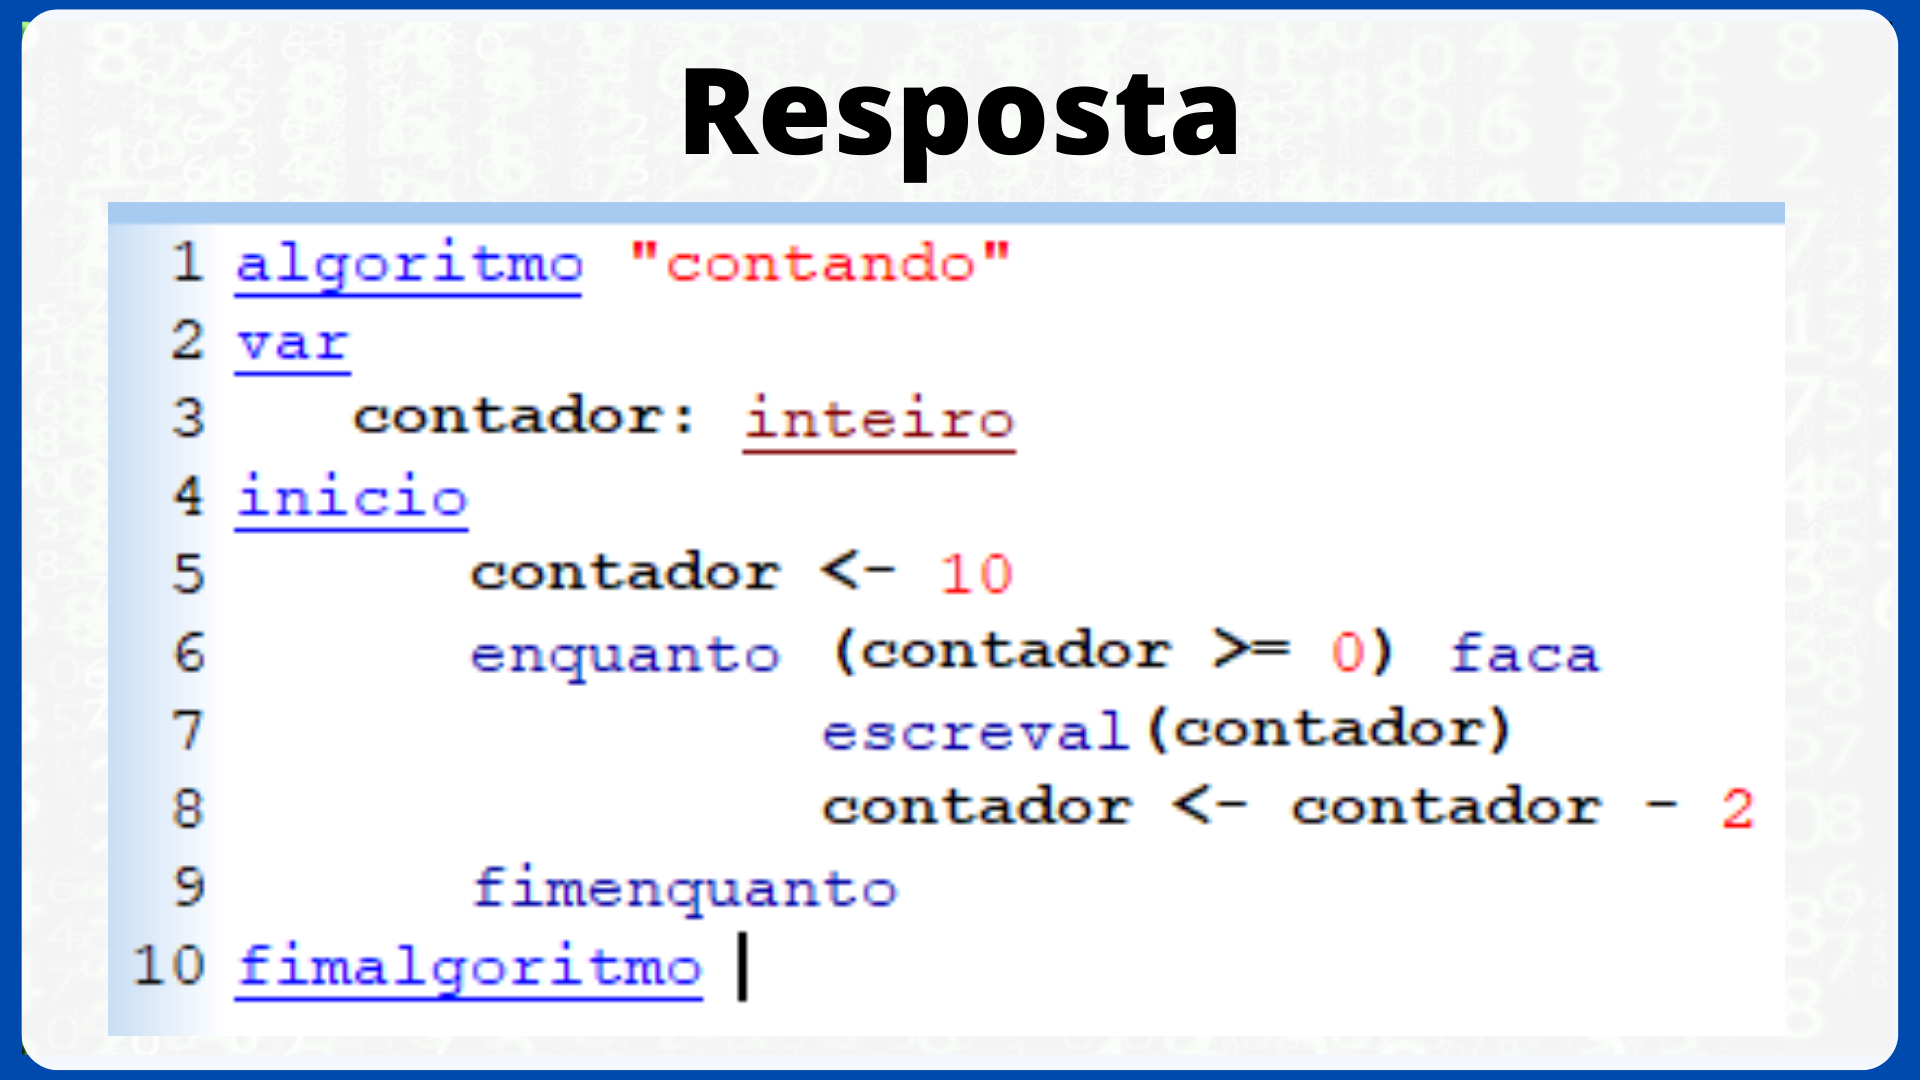 Resposta
1 algoritmo "contando"
2 var
3 contador: inteiro
4 inicio
5 contador <- 10
6 enquanto (contador >= 0) faca
7 escreval(contador)
8 contador <- contador - 2
9 fimenquanto
10 fimalgoritmo